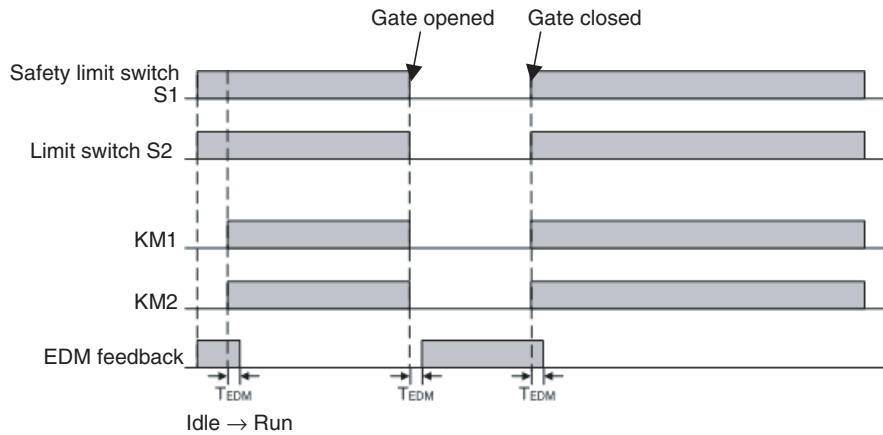 Gate opened
Gate closed
Safety limit switch
S1
Limit switch S2
KM1
KM2
EDM feedback
TEDM
TEDM
TEDM
Idle → Run